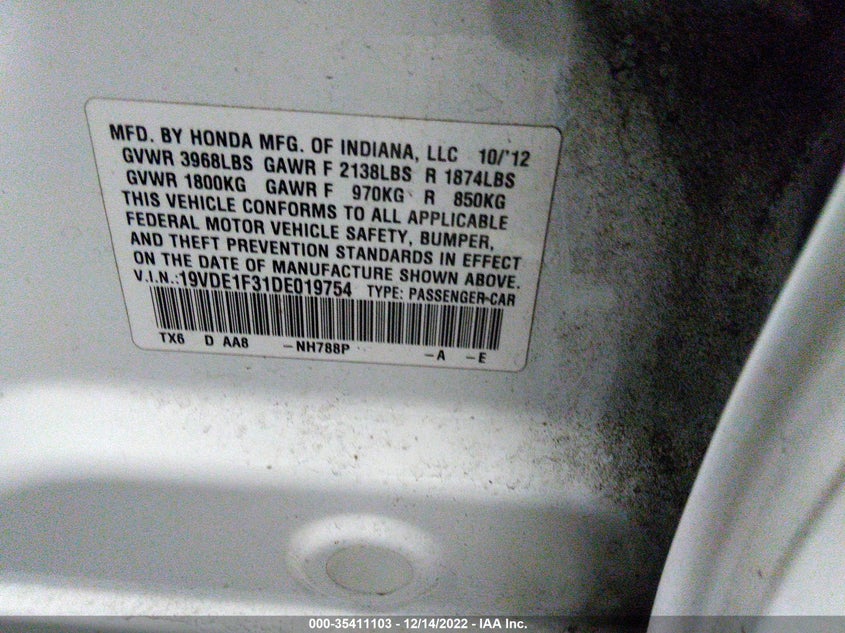 MFD. BY HONDA MFG. OF INDIANA, LLC 10/'12
GVWR 3968LBS GAWR F 2138LBS R 1874LBS
GVWR 1800KG GAWR F 970KG R 850KG
THIS VEHICLE CONFORMS TO ALL APPLICABLE
FEDERAL MOTOR VEHICLE SAFETY, BUMPER,
AND THEFT PREVENTION STANDARDS IN EFFECT
ON THE DATE OF MANUFACTURE SHOWN ABOVE.
V.I.N.:19VDE1F31DE019754 TYPE: PASSENGER-CAR
TX6 D AA8 -NH788P -A -E
000-35411103 - 12/14/2022 - IAA Inc.